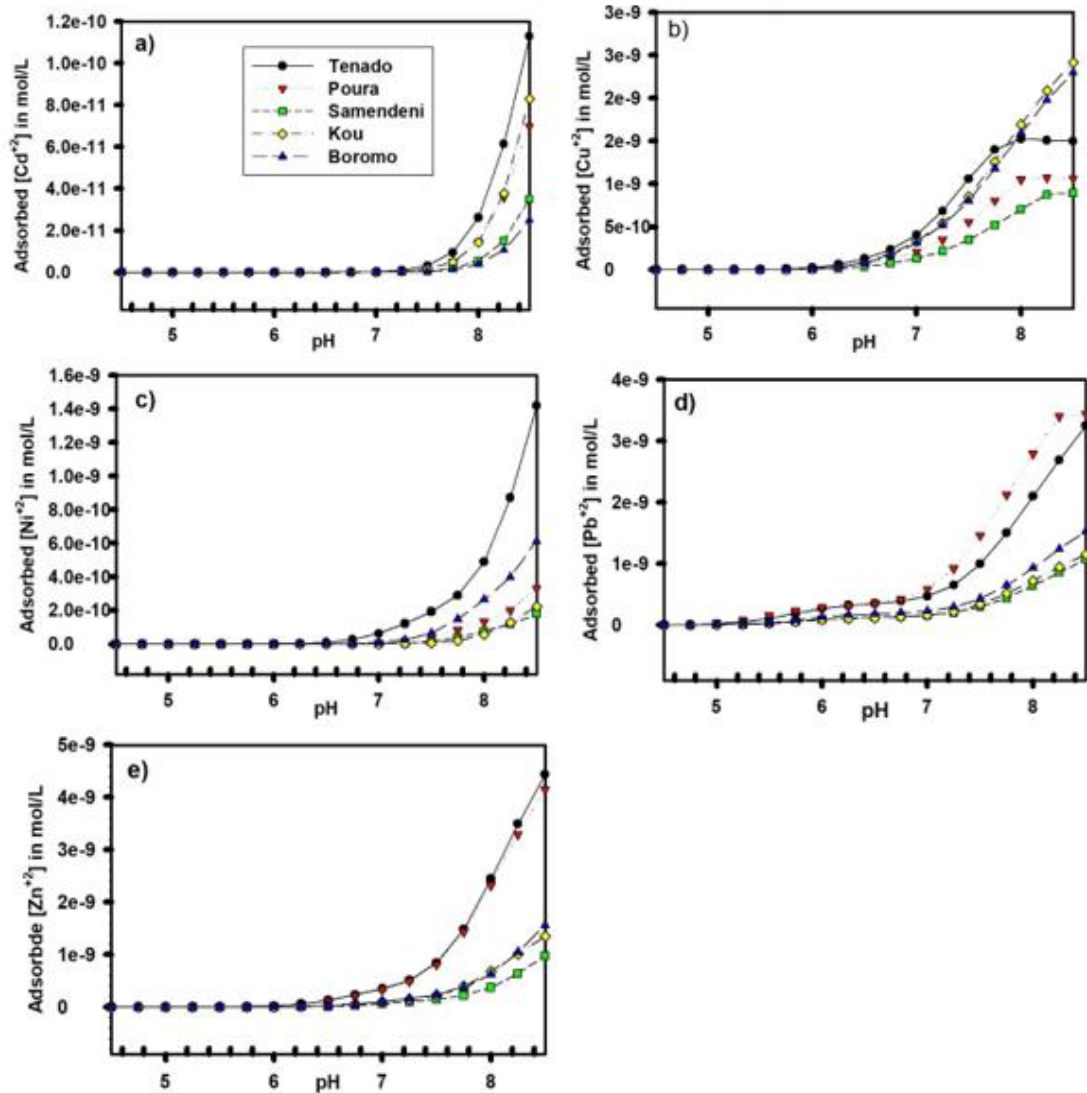 a)
Adsorbed [Cd+2] in mol/L
1.2e-10
1.0e-10
8.0e-11
6.0e-11
4.0e-11
2.0e-11
0.0
Tenado
Poura
Samendeni
Kou
Boromo
5 6 7 8
pH
b)
Adsorbed [Cu+2] in mol/L
3e-9
3e-9
2e-9
2e-9
1e-9
5e-10
0
5 6 7 8
pH
c)
Adsorbed [Ni+2] in mol/L
1.6e-9
1.4e-9
1.2e-9
1.0e-9
8.0e-10
6.0e-10
4.0e-10
2.0e-10
0.0
5 6 7 8
pH
d)
Adsorbed [Pb+2] in mol/L
4e-9
3e-9
2e-9
1e-9
0
5 6 7 8
pH
e)
Adsorbde [Zn+2] in mol/L
5e-9
4e-9
3e-9
2e-9
1e-9
0
5 6 7 8
pH